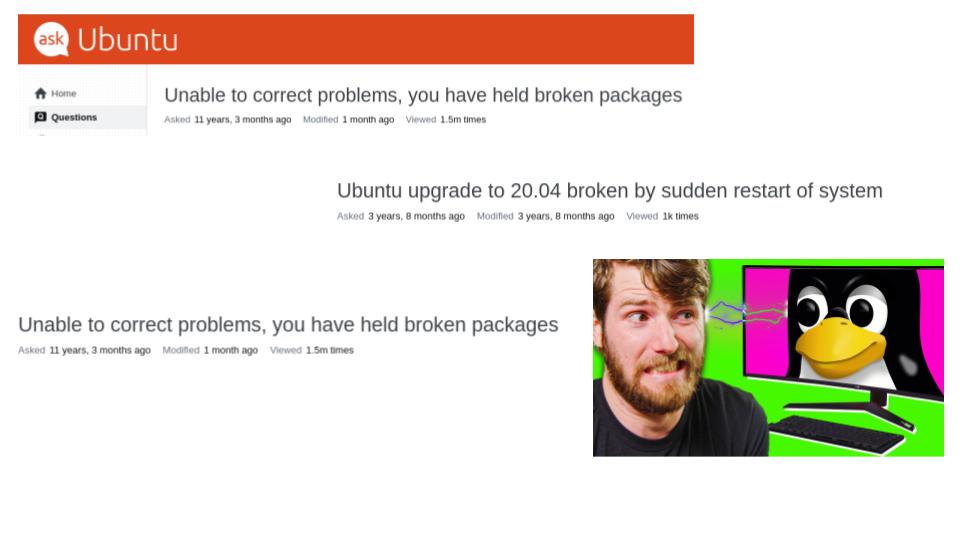 ask Ubuntu
Home
Questions
Unable to correct problems, you have held broken packages
Asked 11 years, 3 months ago Modified 1 month ago Viewed 1.5m times
Ubuntu upgrade to 20.04 broken by sudden restart of system
Asked 3 years, 8 months ago Modified 3 years, 8 months ago Viewed 1k times
Unable to correct problems, you have held broken packages
Asked 11 years, 3 months ago Modified 1 month ago Viewed 1.5m times